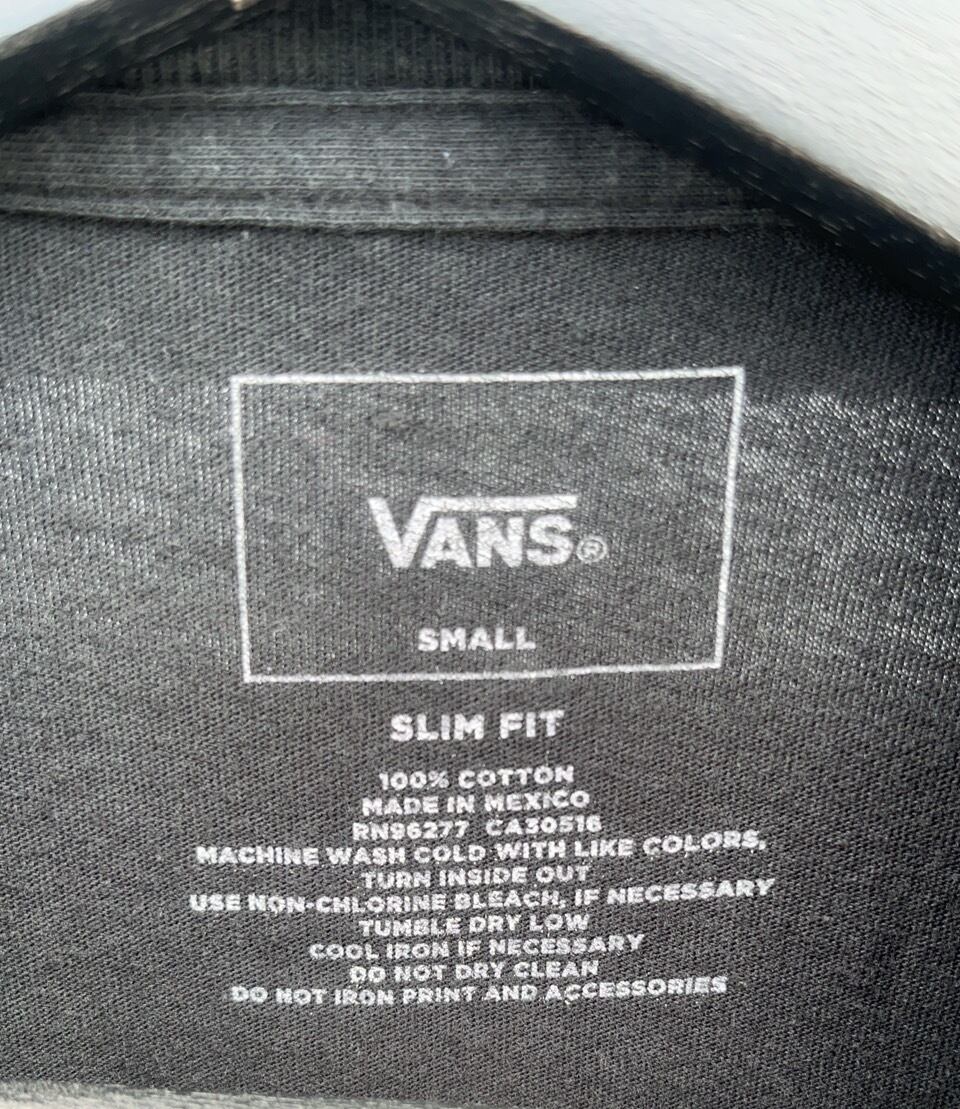 VANS®
SMALL
SLIM FIT
100% COTTON
MADE IN MEXICO
RN96277 CA30516
MACHINE WASH COLD WITH LIKE COLORS,
TURN INSIDE OUT
USE NON-CHLORINE BLEACH, IF NECESSARY
TUMBLE DRY LOW
COOL IRON IF NECESSARY
DO NOT DRY CLEAN
DO NOT IRON PRINT AND ACCESSORIES